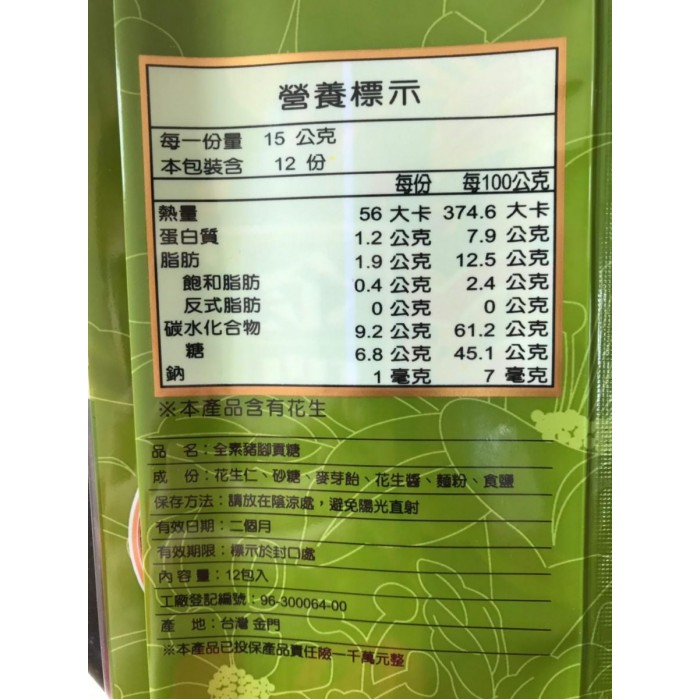 營養標示
每一份量 15 公克
本包裝含 12 份
每份 每100公克
熱量 56 大卡 374.6 大卡
蛋白質 1.2 公克 7.9 公克
脂肪 1.9 公克 12.5 公克
飽和脂肪 0.4 公克 2.4 公克
反式脂肪 0 公克 0 公克
碳水化合物 9.2 公克 61.2 公克
糖 6.8 公克 45.1 公克
鈉 1 毫克 7 毫克
※本產品含有花生
品 名：全素豬腳貢糖
成 份：花生仁、砂糖、麥芽飴、花生醬、麵粉、食鹽
保存方法：請放在陰涼處，避免陽光直射
有效日期：二個月
有效期限：標示於封口處
內 容 量：12包入
工廠登記編號：96-300064-00
產 地：台灣 金門
※本產品已投保產品責任險一千萬元整